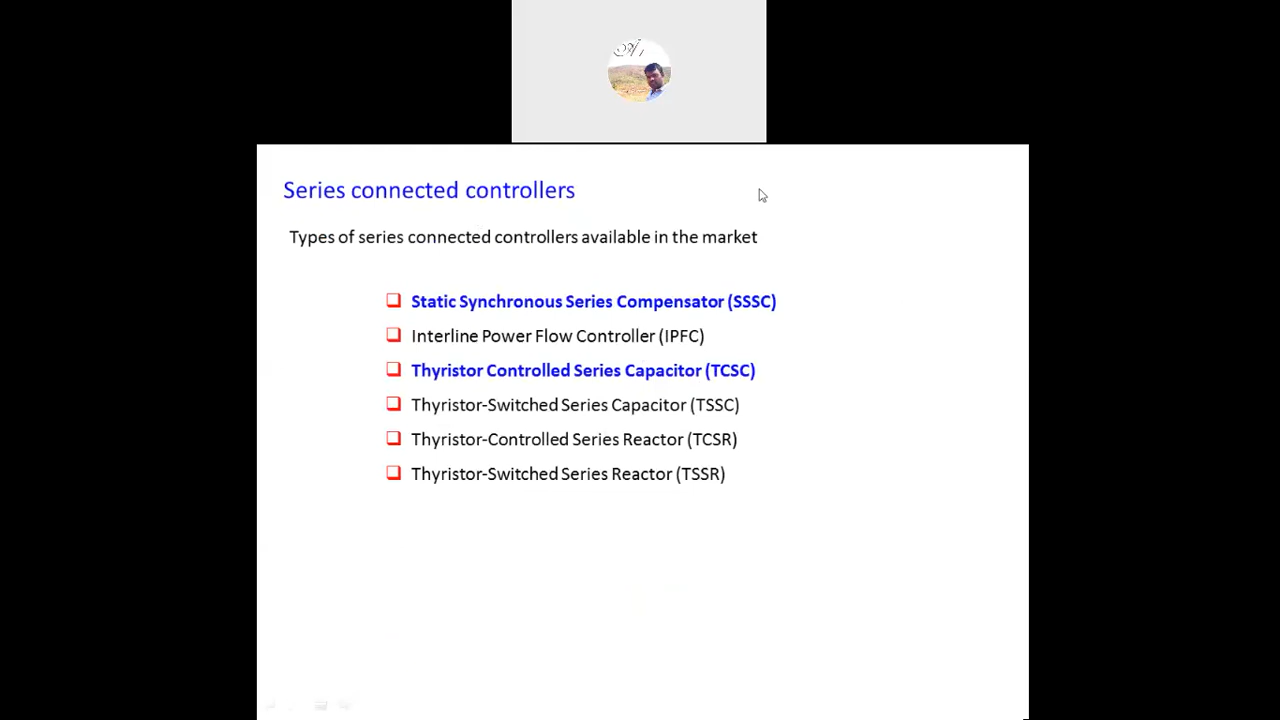 Series connected controllers
Types of series connected controllers available in the market
Static Synchronous Series Compensator (SSSC)
Interline Power Flow Controller (IPFC)
Thyristor Controlled Series Capacitor (TCSC)
Thyristor-Switched Series Capacitor (TSSC)
Thyristor-Controlled Series Reactor (TCSR)
Thyristor-Switched Series Reactor (TSSR)